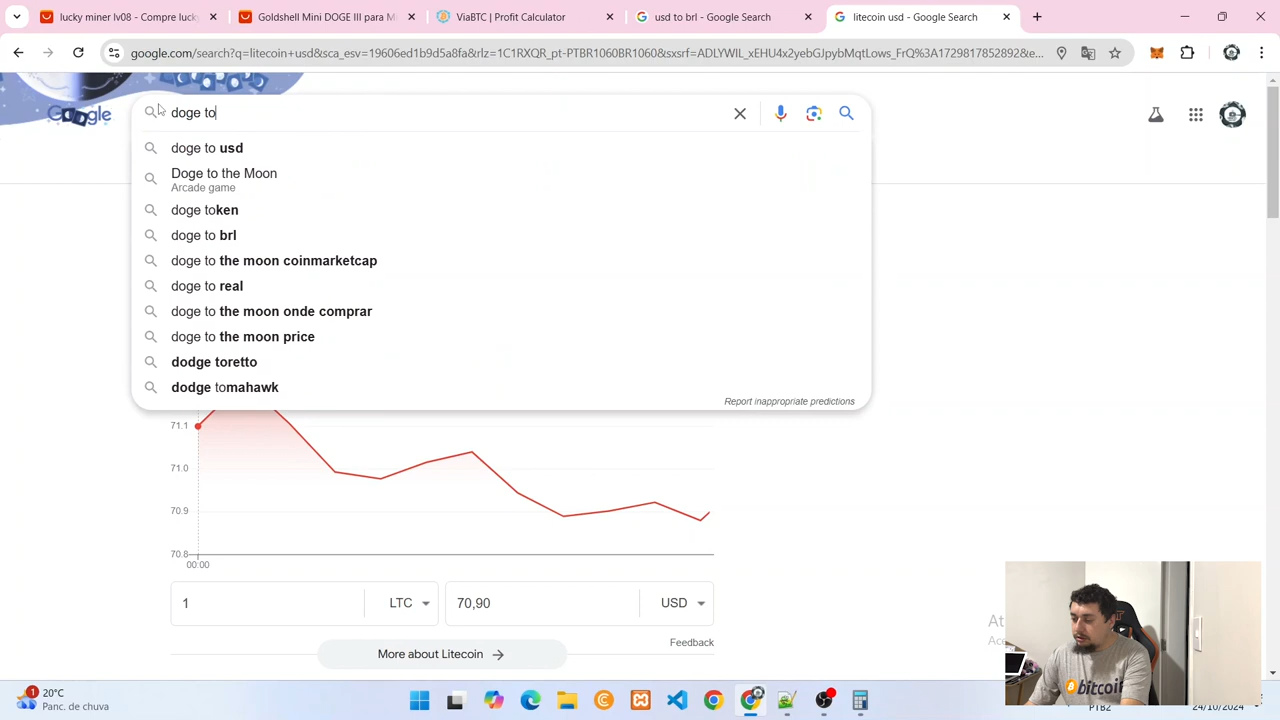 lucky miner lv08 - Compre luck
Goldshell Mini DOGE III para M
ViaBTC | Profit Calculator
usd to brl - Google Search
litecoin usd - Google Search
google.com/search?q=litecoin+usd&sca_esv=19606ed1b9d5a8fa&rlz=1C1RXQR_pt-PTBR1060BR1060&sxsrf=ADLYWIL_xEHU4x2yebGJpybMqtLows_FrQ%3A1729817852892&e...
Google
doge to
doge to usd
Doge to the Moon
Arcade game
doge token
doge to brl
doge to the moon coinmarketcap
doge to real
doge to the moon onde comprar
doge to the moon price
dodge toretto
dodge tomahawk
Report inappropriate predictions
71.1
71.0
70.9
70.8
00:00
1 LTC 70,90 USD
Feedback
More about Litecoin
At
bitcoin
1
20°C
Panc. de chuva
PTB2
24/10/2024